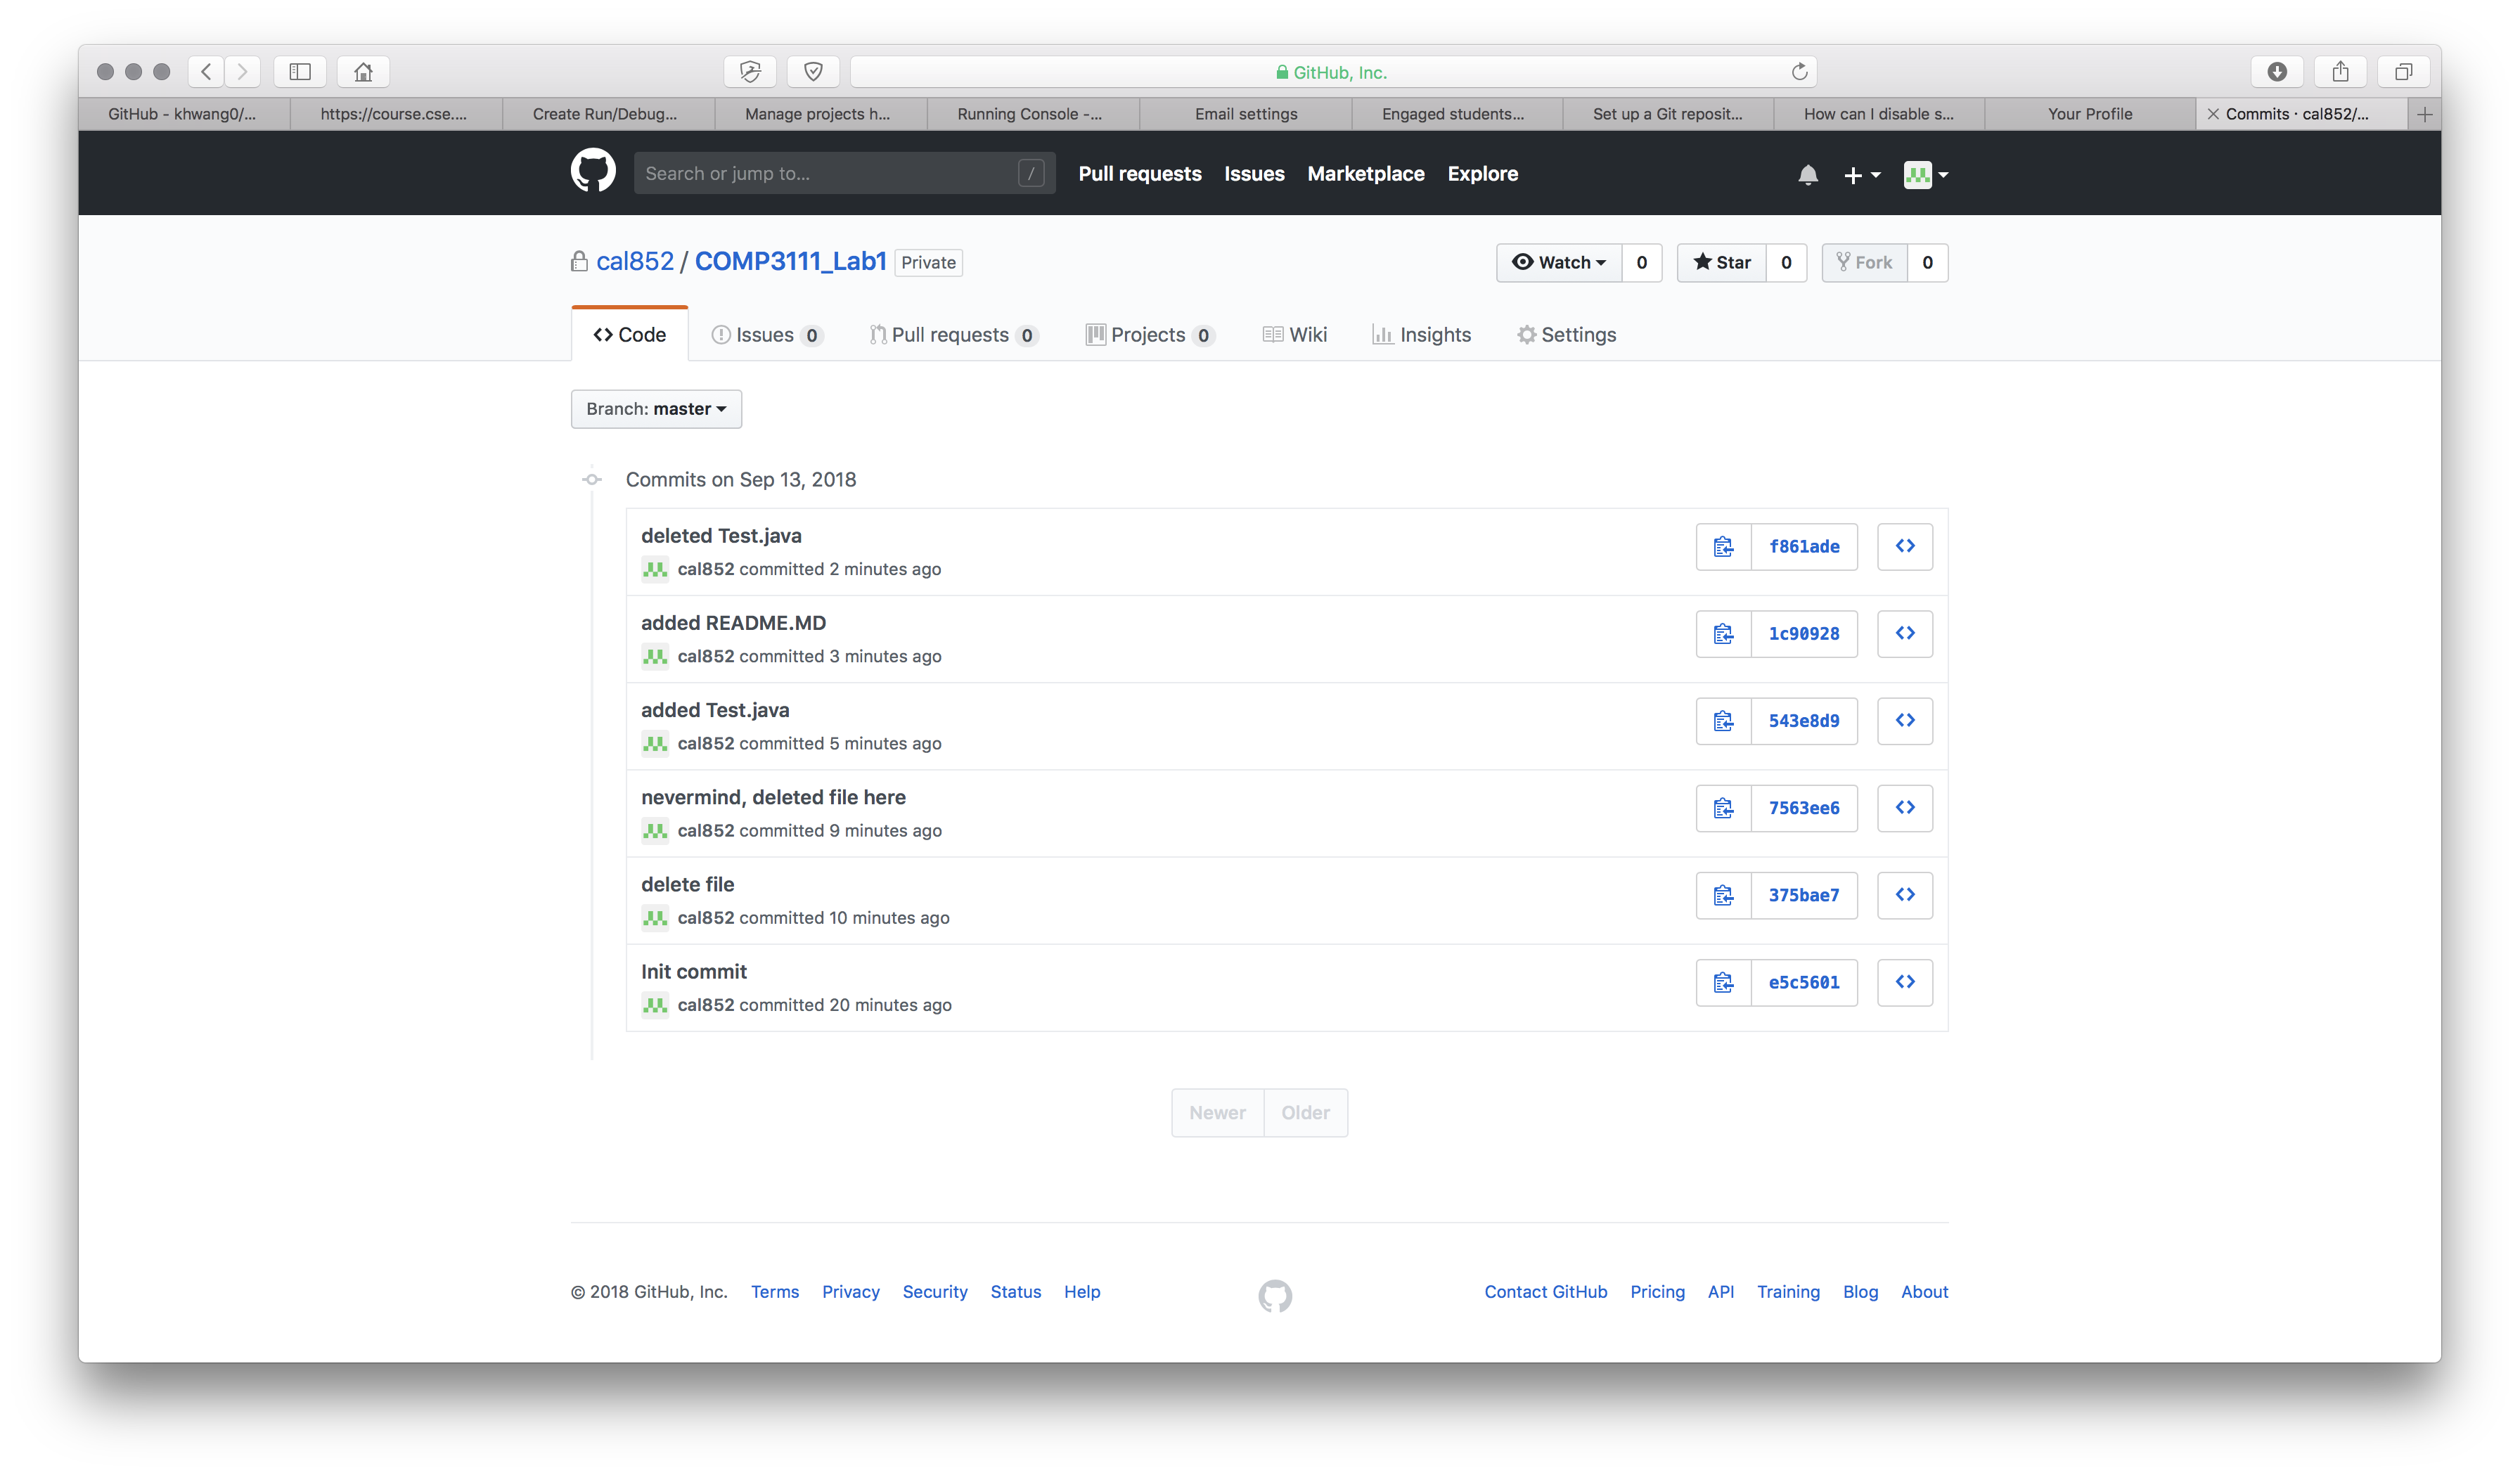 GitHub, Inc.
GitHub - khwang0/... https://course.cse.... Create Run/Debug... Manage projects h... Running Console -... Email settings Engaged students... Set up a Git reposit... How can I disable s... Your Profile Commits · cal852/...
Search or jump to... / Pull requests Issues Marketplace Explore
cal852 / COMP3111_Lab1 Private Watch 0 Star 0 Fork 0
Code Issues 0 Pull requests 0 Projects 0 Wiki Insights Settings
Branch: master
Commits on Sep 13, 2018
deleted Test.java
cal852 committed 2 minutes ago
f861ade
added README.MD
cal852 committed 3 minutes ago
1c90928
added Test.java
cal852 committed 5 minutes ago
543e8d9
nevermind, deleted file here
cal852 committed 9 minutes ago
7563ee6
delete file
cal852 committed 10 minutes ago
375bae7
Init commit
cal852 committed 20 minutes ago
e5c5601
Newer Older
© 2018 GitHub, Inc. Terms Privacy Security Status Help Contact GitHub Pricing API Training Blog About